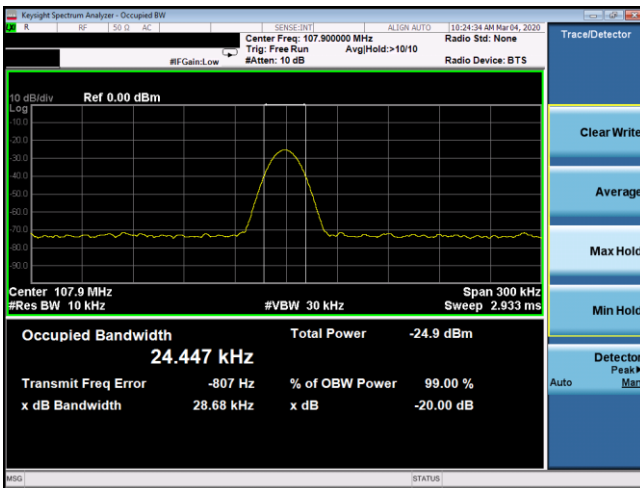 Keysight Spectrum Analyzer - Occupied BW
R RF 50 Ω AC SENSE:INT ALIGN AUTO 10:24:34 AM Mar 04, 2020
Center Freq: 107.900000 MHz Radio Std: None
Trig: Free Run Avg|Hold:>10/10
#IFGain:Low #Atten: 10 dB Radio Device: BTS
Trace/Detector
10 dB/div Ref 0.00 dBm
Log
-10.0
-20.0
-30.0
-40.0
-50.0
-60.0
-70.0
-80.0
-90.0
Center 107.9 MHz Span 300 kHz
#Res BW 10 kHz #VBW 30 kHz Sweep 2.933 ms
Occupied Bandwidth Total Power -24.9 dBm
24.447 kHz
Transmit Freq Error -807 Hz % of OBW Power 99.00 %
x dB Bandwidth 28.68 kHz x dB -20.00 dB
Clear Write
Average
Max Hold
Min Hold
Detector
Peak
Auto Man
MSG STATUS